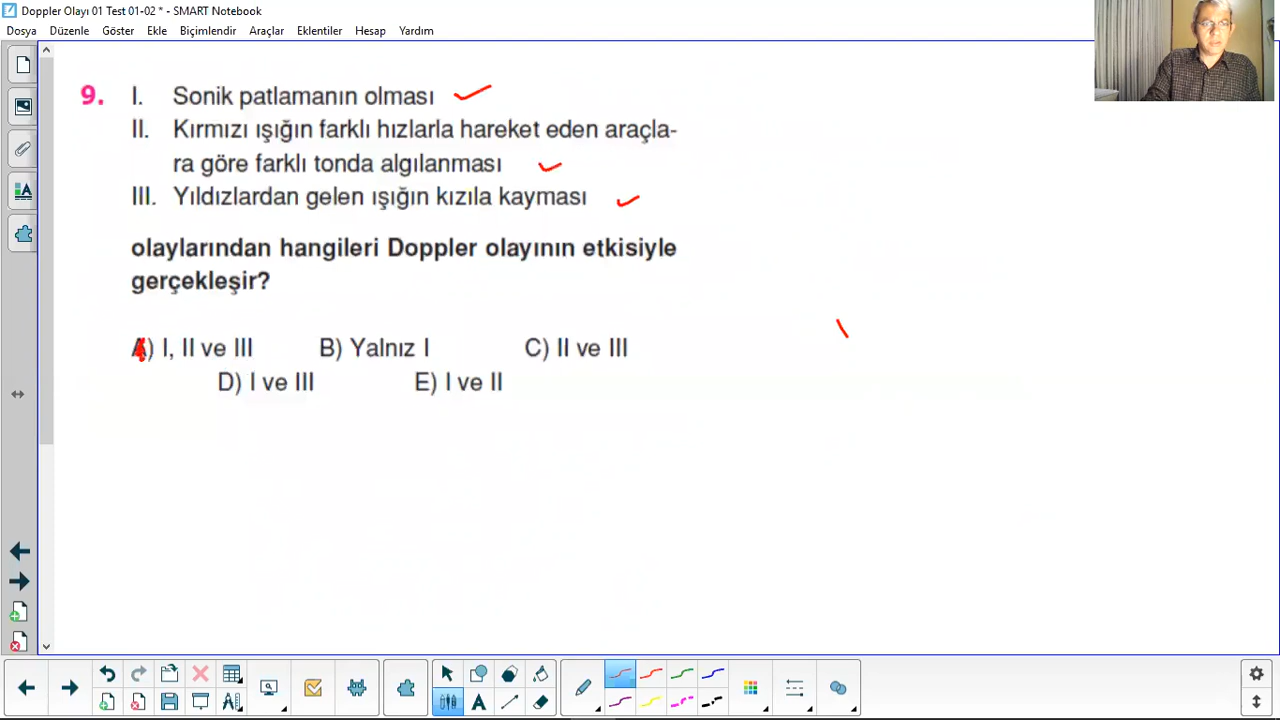 Doppler Olayı 01 Test 01-02 * - SMART Notebook
Dosya Düzenle Göster Ekle Biçimlendir Araçlar Eklentiler Hesap Yardım
9. I. Sonik patlamanın olması
II. Kırmızı ışığın farklı hızlarla hareket eden araçla-
ra göre farklı tonda algılanması
III. Yıldızlardan gelen ışığın kızıla kayması
olaylarından hangileri Doppler olayının etkisiyle
gerçekleşir?
A) I, II ve III B) Yalnız I C) II ve III
D) I ve III E) I ve II